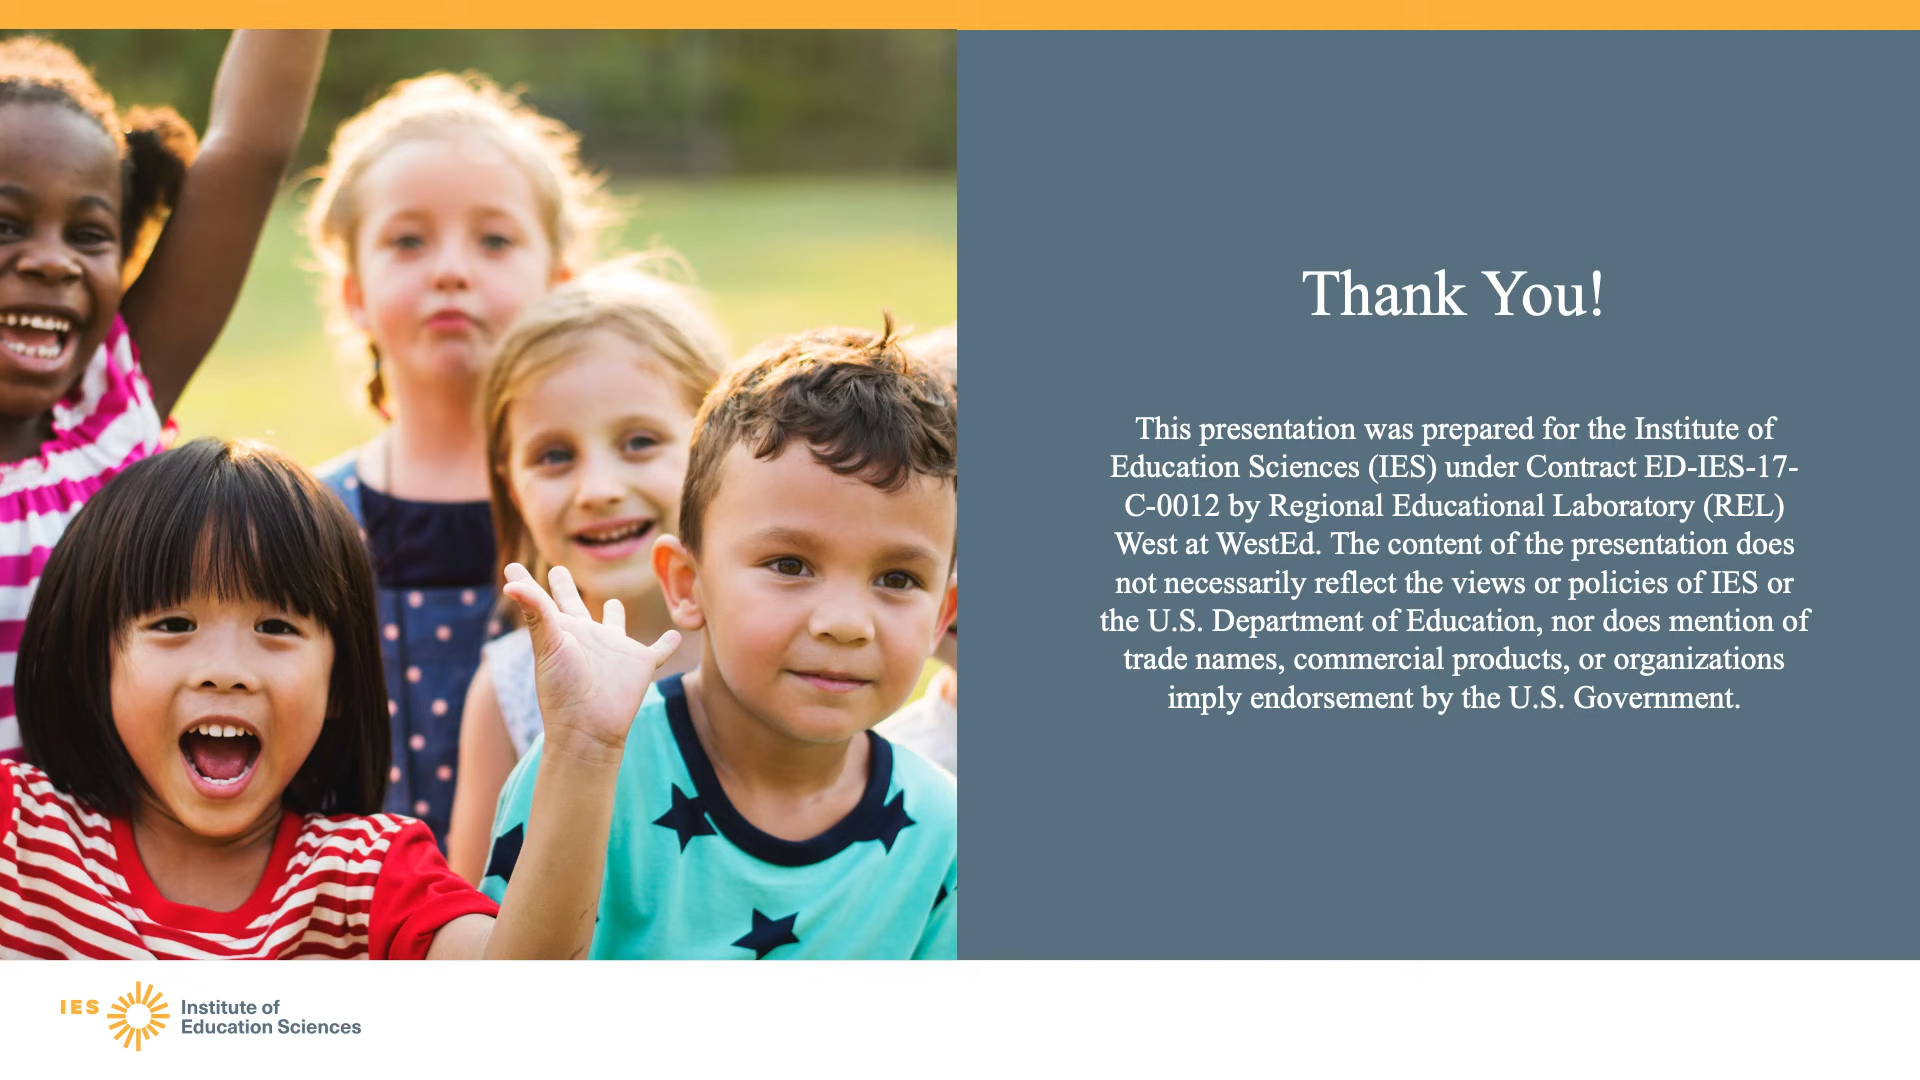 Thank You!
This presentation was prepared for the Institute of
Education Sciences (IES) under Contract ED-IES-17-
C-0012 by Regional Educational Laboratory (REL)
West at WestEd. The content of the presentation does
not necessarily reflect the views or policies of IES or
the U.S. Department of Education, nor does mention of
trade names, commercial products, or organizations
imply endorsement by the U.S. Government.
IES
Institute of
Education Sciences